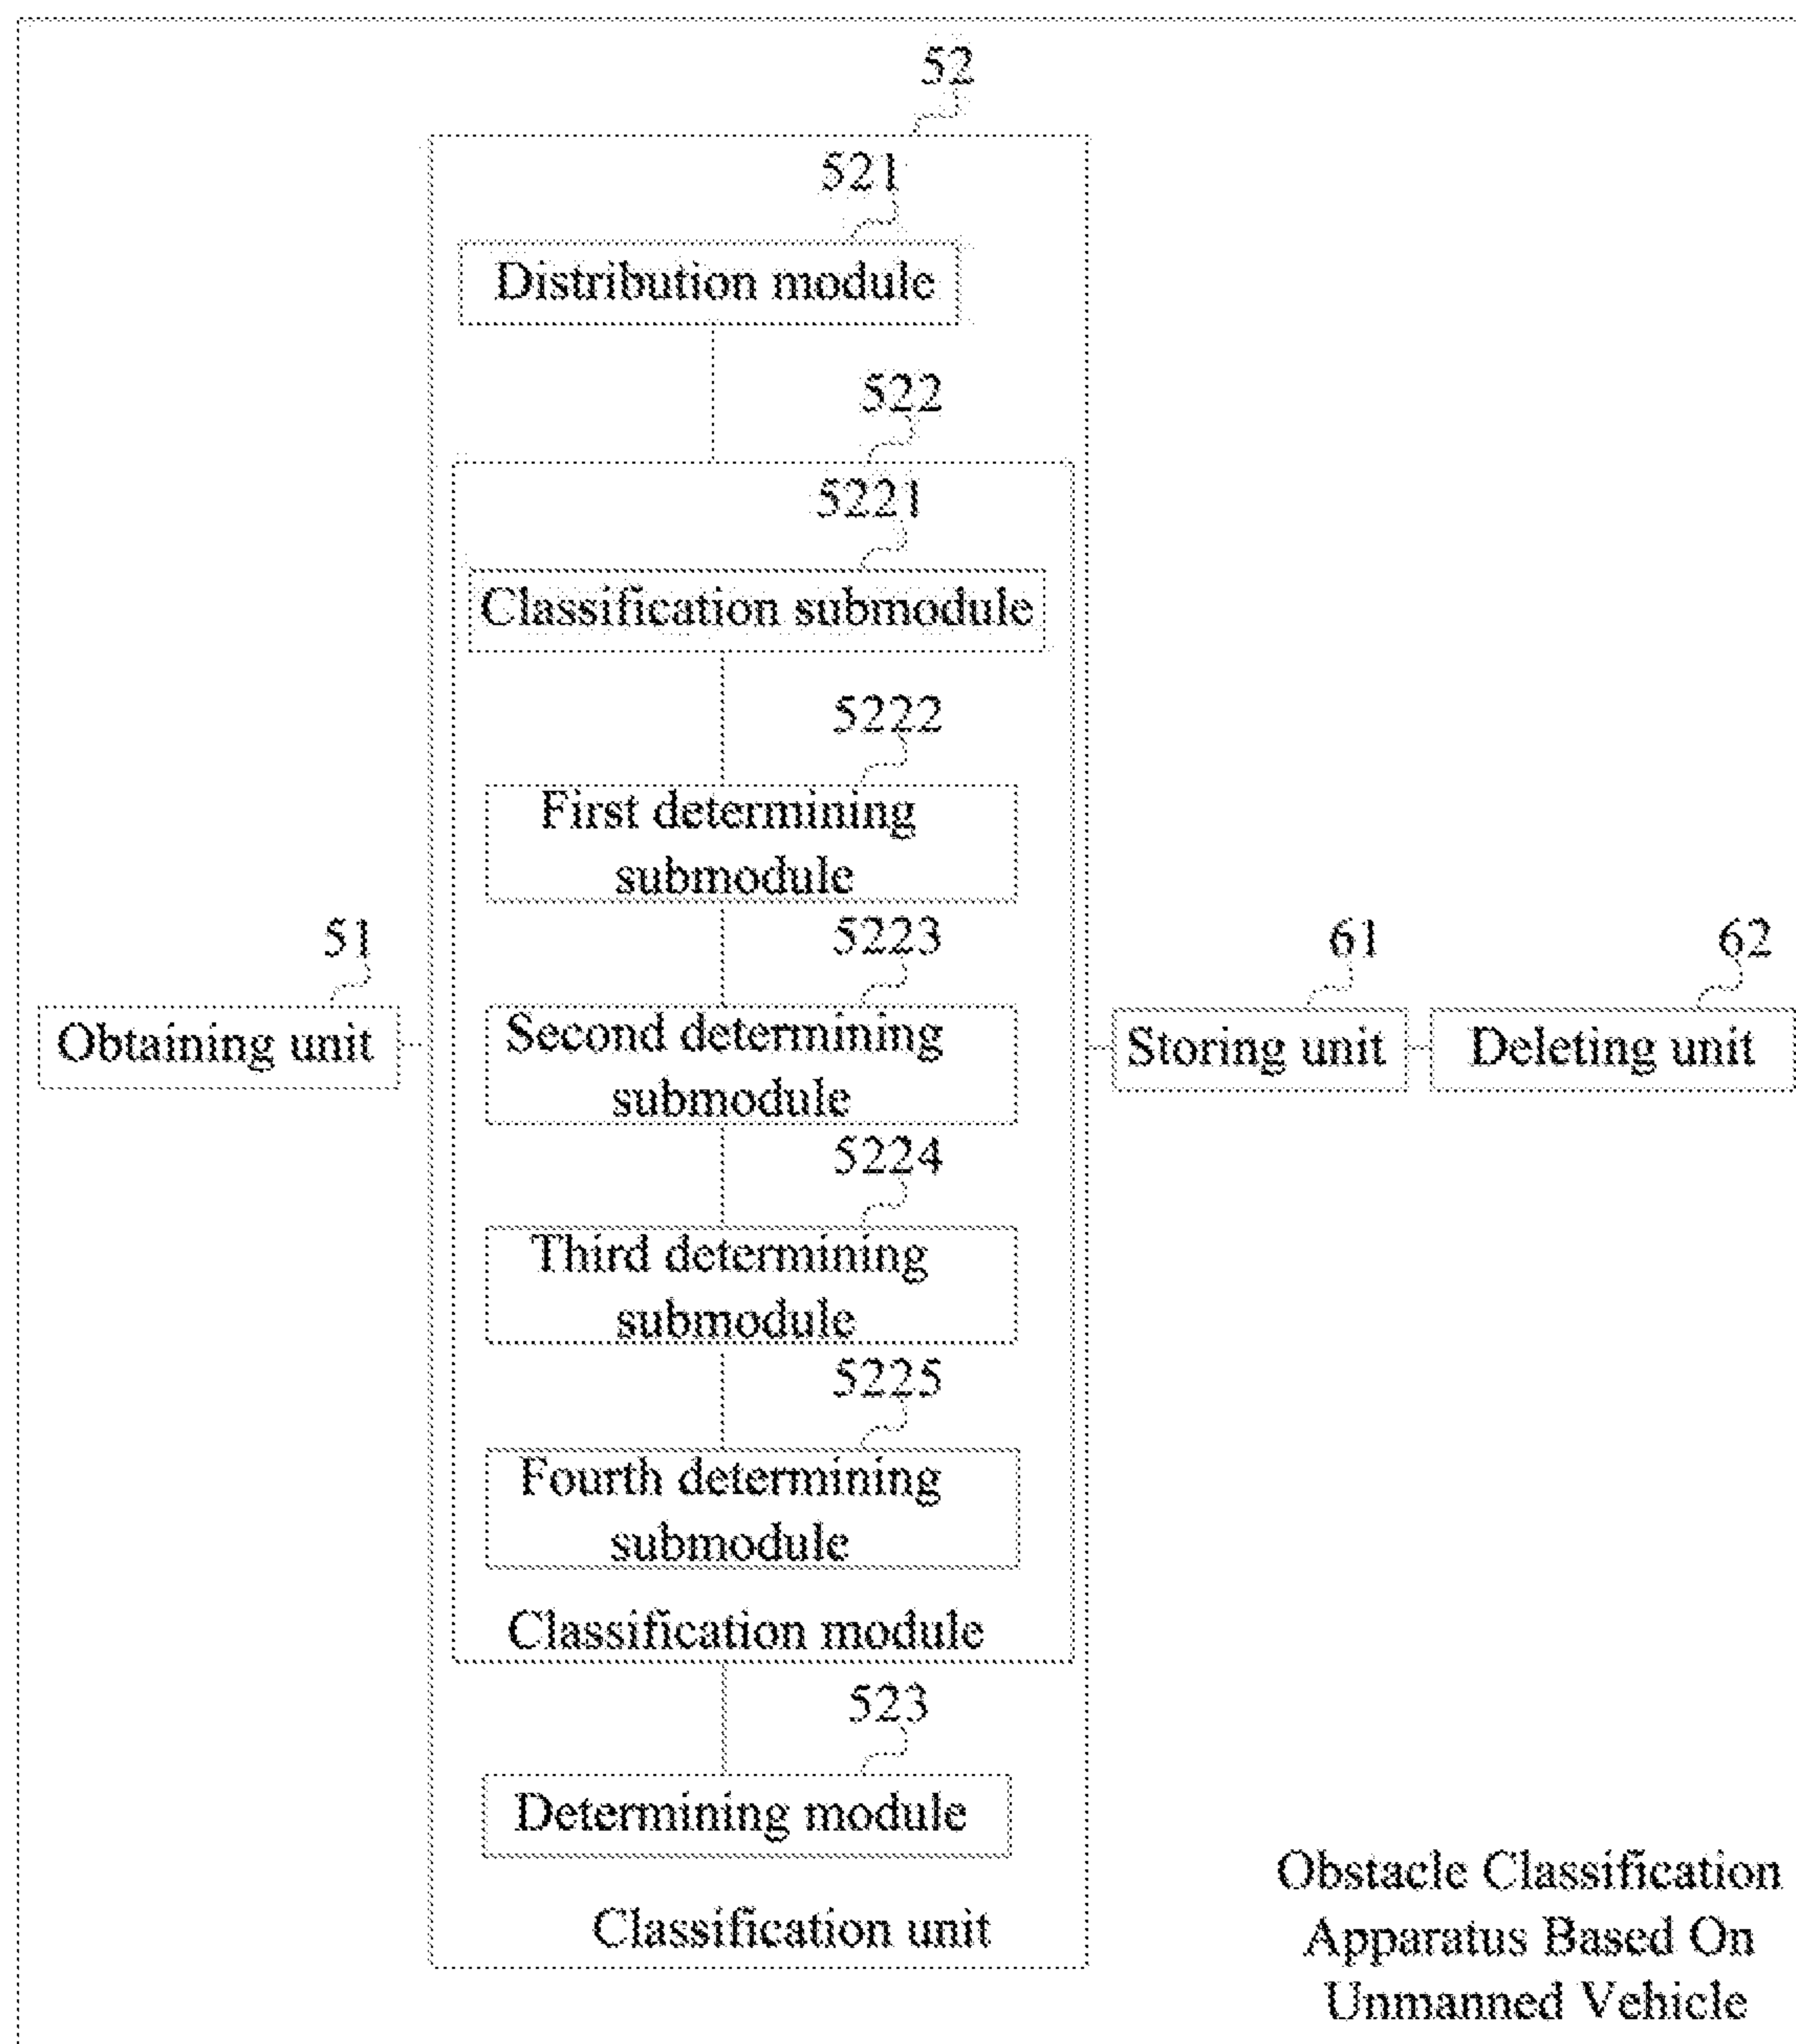 52
521
Distribution module
522
5221
Classification submodule
5222
First determining
submodule
51
5223
61
62
Obtaining unit
Second determining
submodule
Storing unit
Deleting unit
5224
Third determining
submodule
5225
Fourth determining
submodule
Classification module
523
Determining module
Classification unit
Obstacle Classification
Apparatus Based On
Unmanned Vehicle